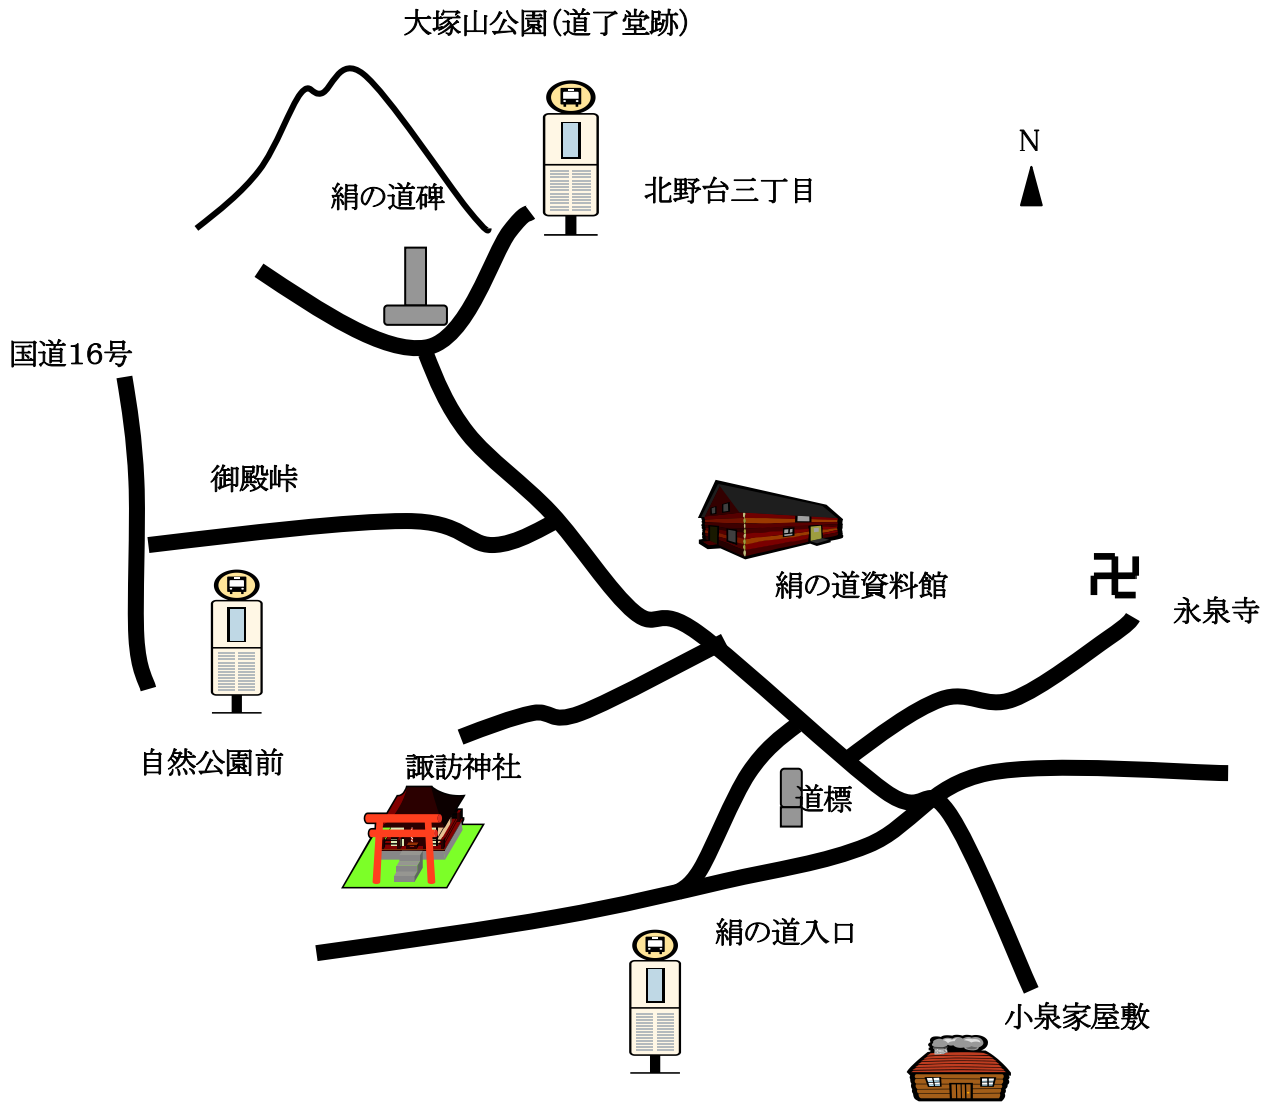 大塚山公園(道了堂跡)
N
絹の道碑
北野台三丁目
国道16号
御殿峠
絹の道資料館
永泉寺
自然公園前
諏訪神社
道標
絹の道入口
小泉家屋敷